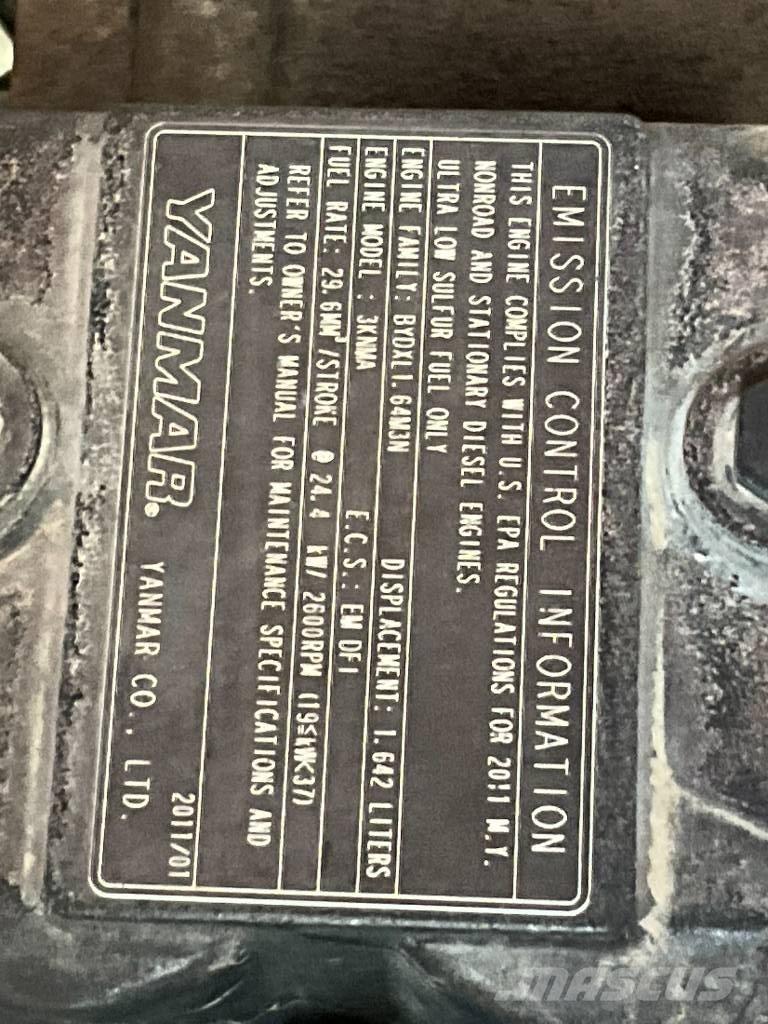 EMISSION CONTROL INFORMATION
THIS ENGINE COMPLIES WITH U.S. EPA REGULATIONS FOR 2011 M.Y.
NONROAD AND STATIONARY DIESEL ENGINES.
ULTRA LOW SULFUR FUEL ONLY
ENGINE FAMILY: BYDXL1.64M3N DISPLACEMENT: 1.642 LITERS
ENGINE MODEL : 3KNMA E.C.S.: EM DFI
FUEL RATE: 29.6MM³/STROKE @ 24.4 kW/ 2600RPM (19≤kW<37)
REFER TO OWNER'S MANUAL FOR MAINTENANCE SPECIFICATIONS AND
ADJUSTMENTS.
2011/01
YANMAR® YANMAR CO., LTD.
MASCUS